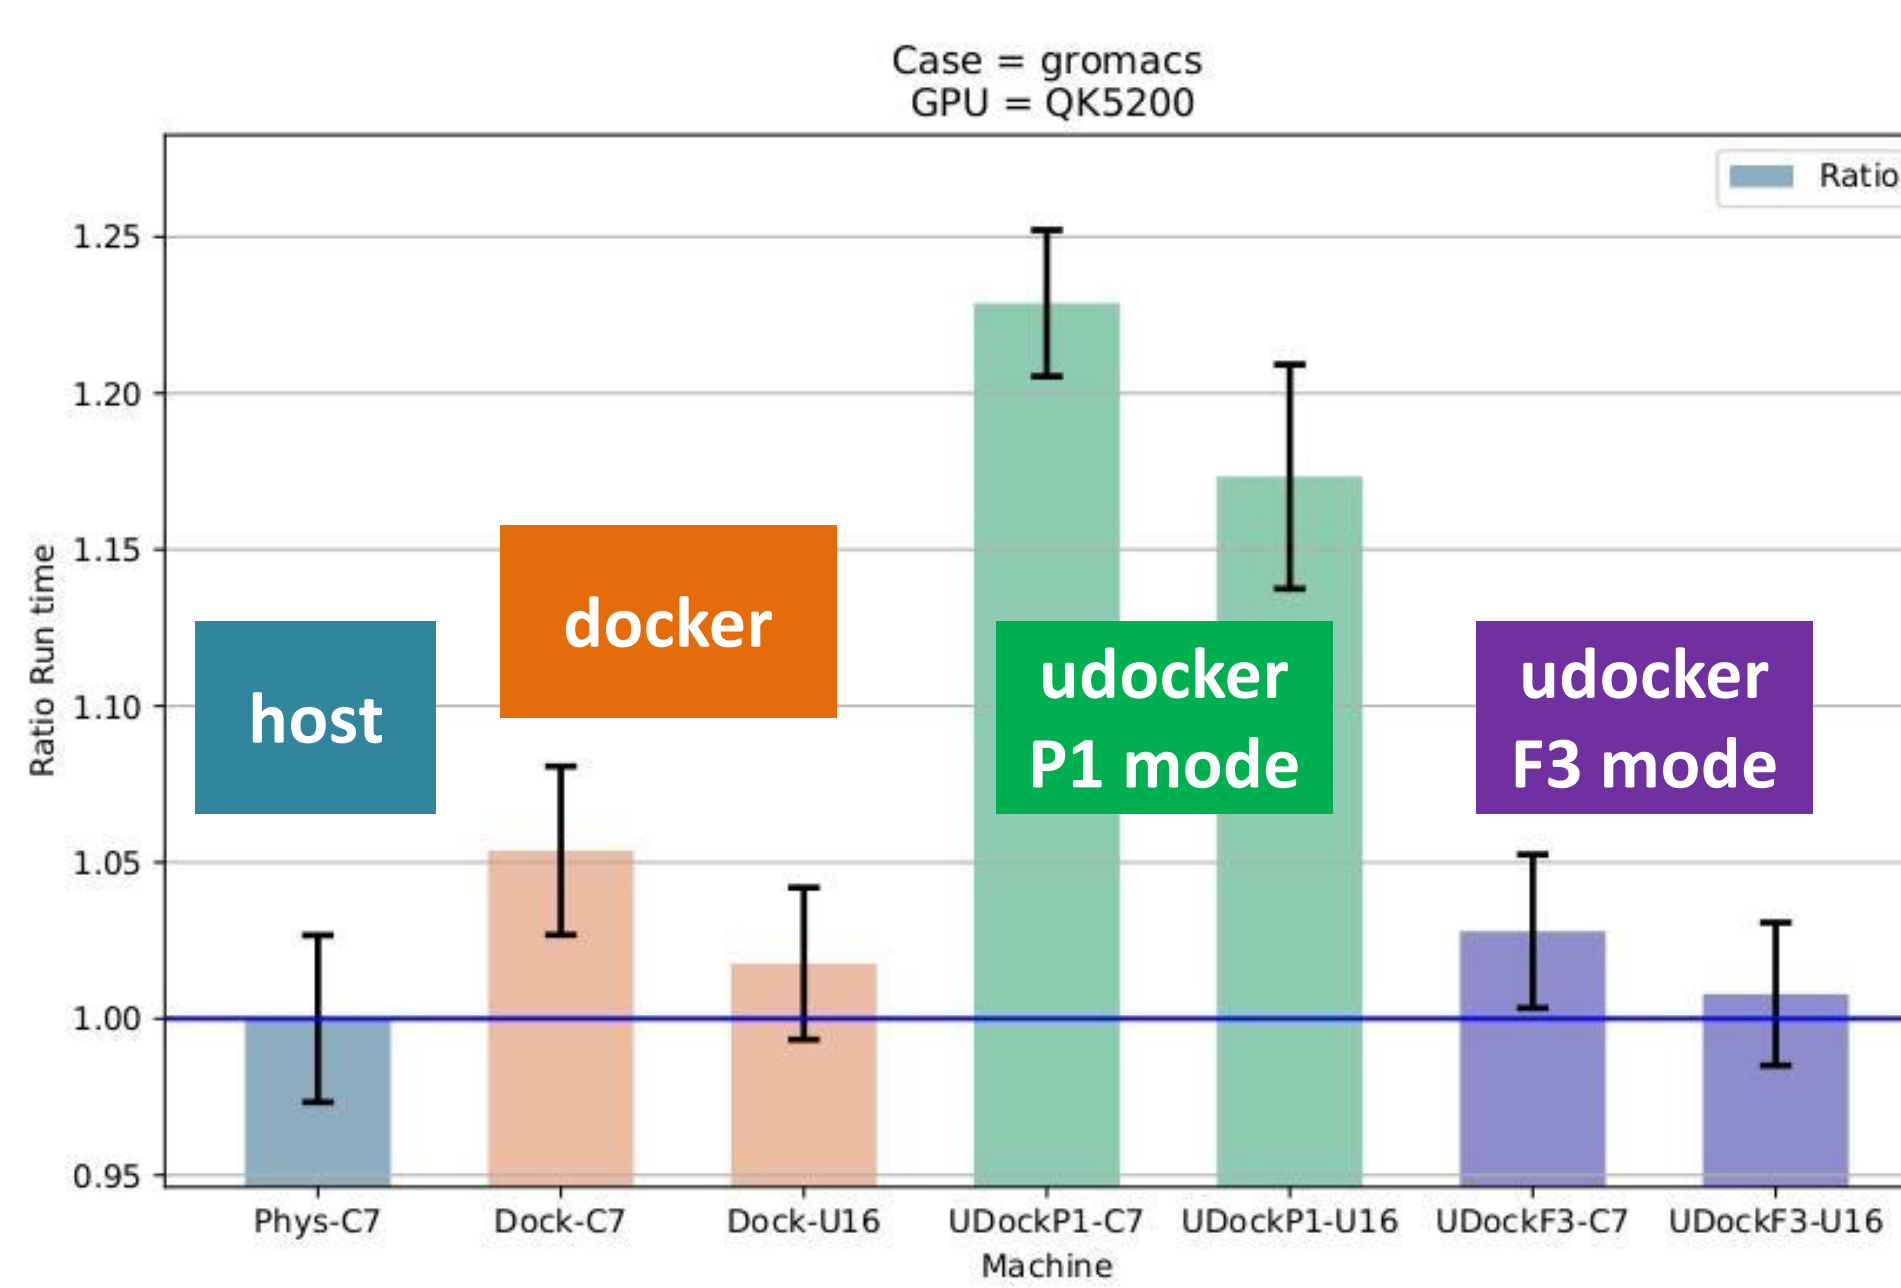 Case = gromacs
GPU = QK5200
Ratio
1.25
1.20
1.15
1.10
1.05
1.00
0.95
Ratio Run time
host
docker
udocker
P1 mode
udocker
F3 mode
Phys-C7 Dock-C7 Dock-U16 UDockP1-C7 UDockP1-U16 UDockF3-C7 UDockF3-U16
Machine